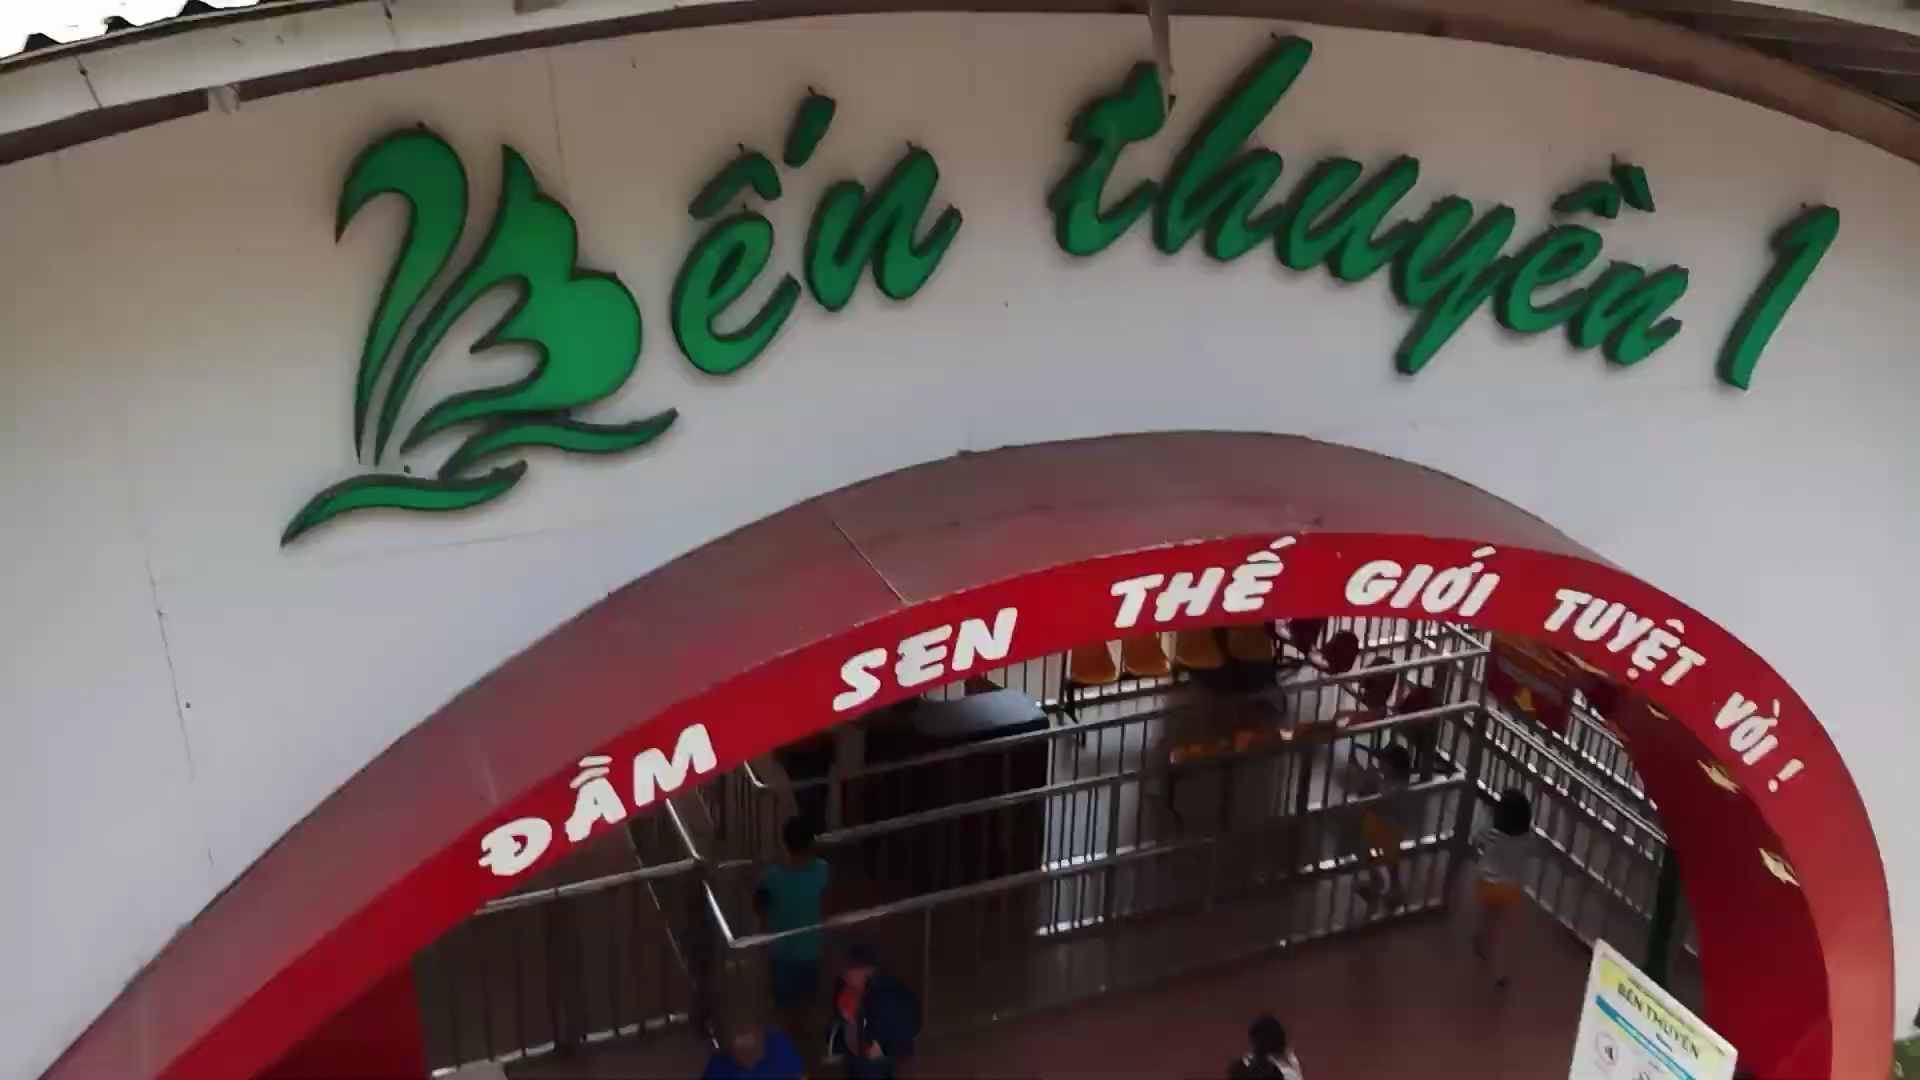 Bến thuyền 1
ĐẦM SEN THẾ GIỚI TUYỆT VỜI !
BẾN THUYỀN